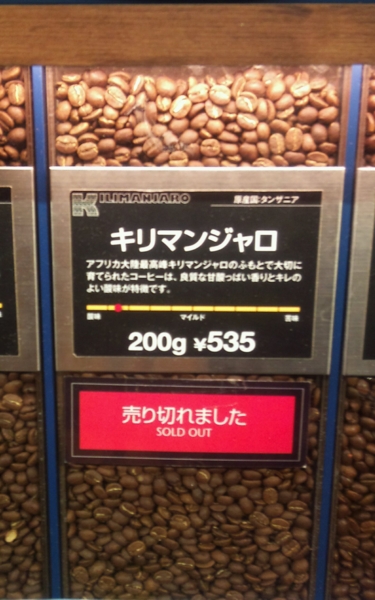 KILIMANJARO
原産国:タンザニア
キリマンジャロ
アフリカ大陸最高峰キリマンジャロのふもとで大切に
育てられたコーヒーは、良質な甘酸っぱい香りとキレの
よい酸味が特徴です。
酸味 マイルド 苦味
200g ¥535
売り切れました
SOLD OUT